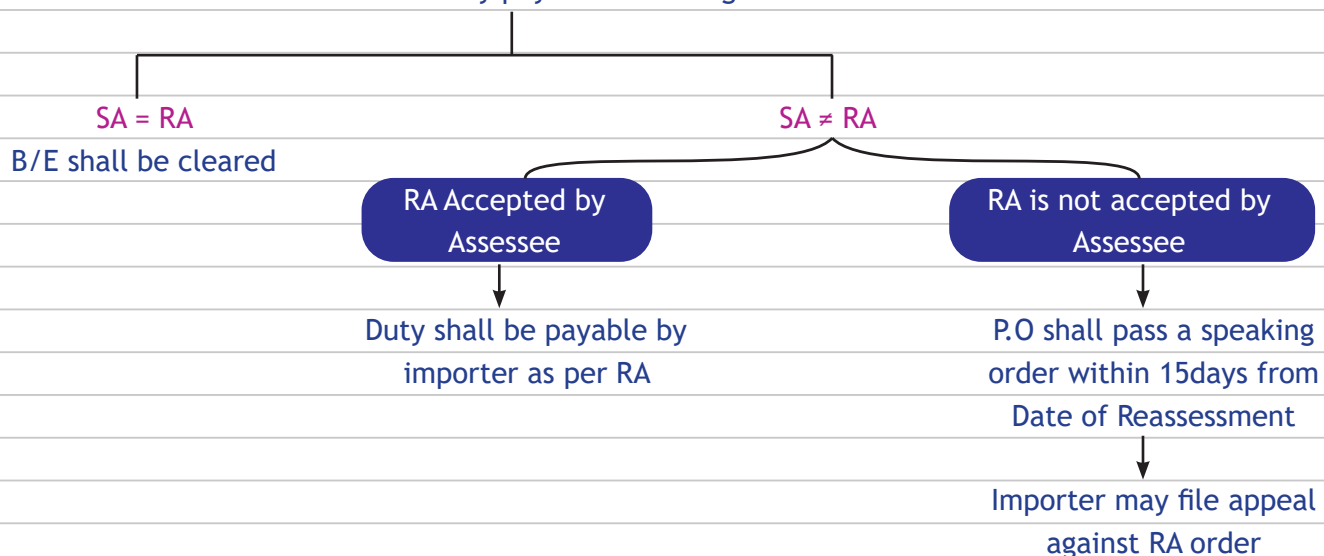 SA = RA
B/E shall be cleared
SA ≠ RA
RA Accepted by
Assessee
Duty shall be payable by
importer as per RA
RA is not accepted by
Assessee
P.O shall pass a speaking
order within 15days from
Date of Reassessment
Importer may file appeal
against RA order